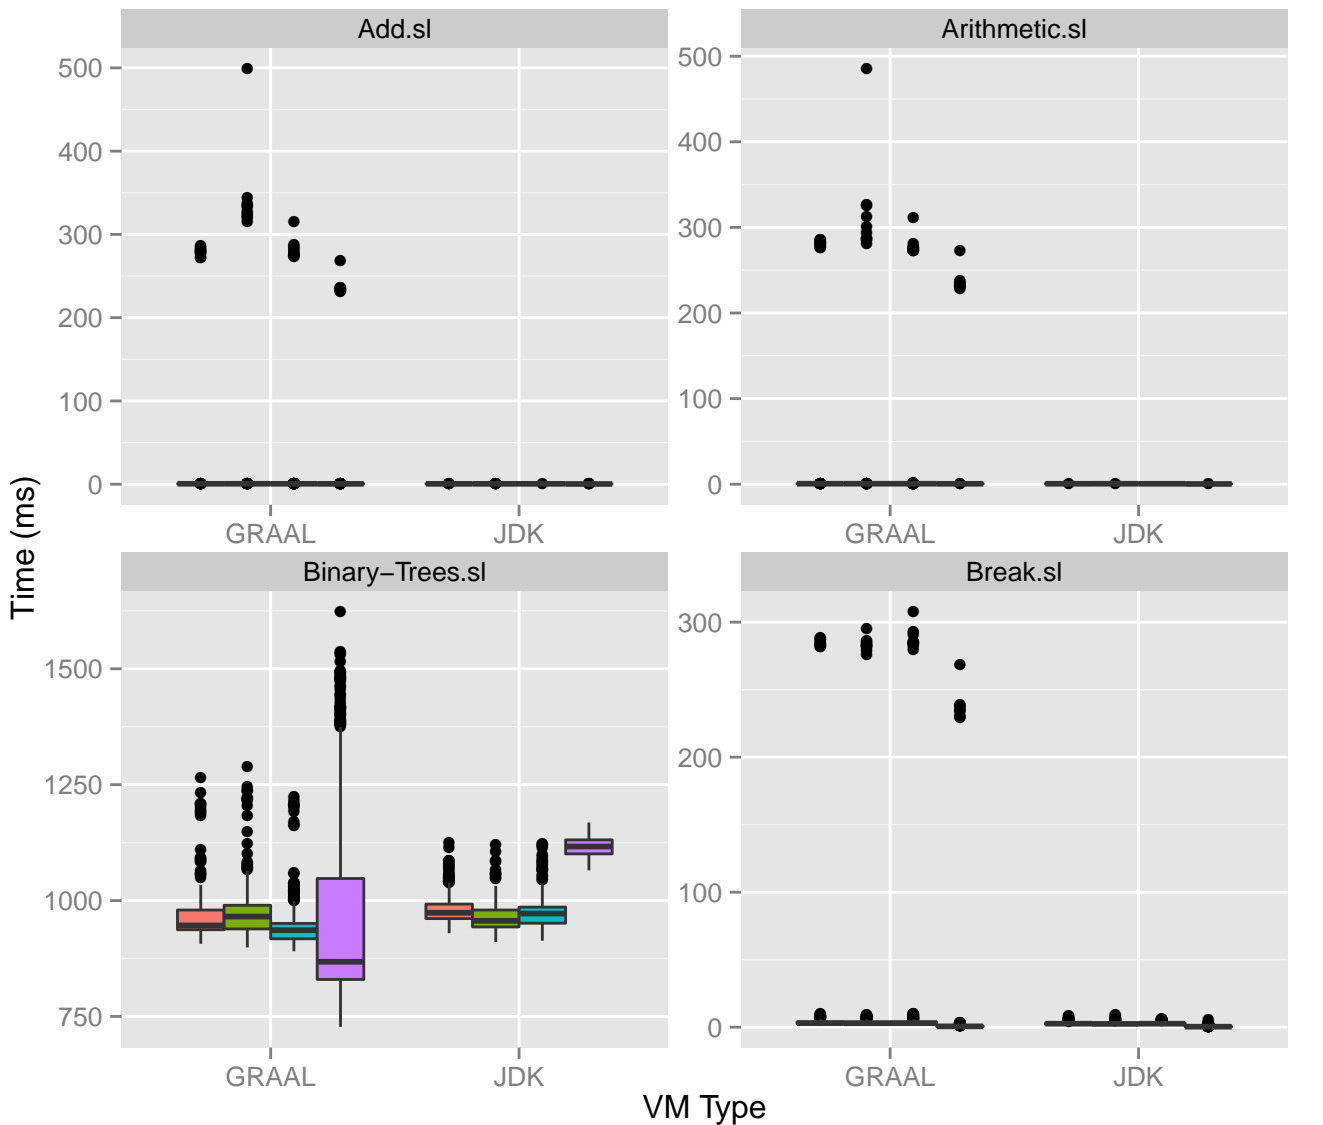 Add.sl
Arithmetic.sl
500
400
300
200
100
0
500
400
300
200
100
0
GRAAL
JDK
GRAAL
JDK
Time (ms)
Binary−Trees.sl
Break.sl
1500
1250
1000
750
300
200
100
0
GRAAL
JDK
GRAAL
JDK
VM Type